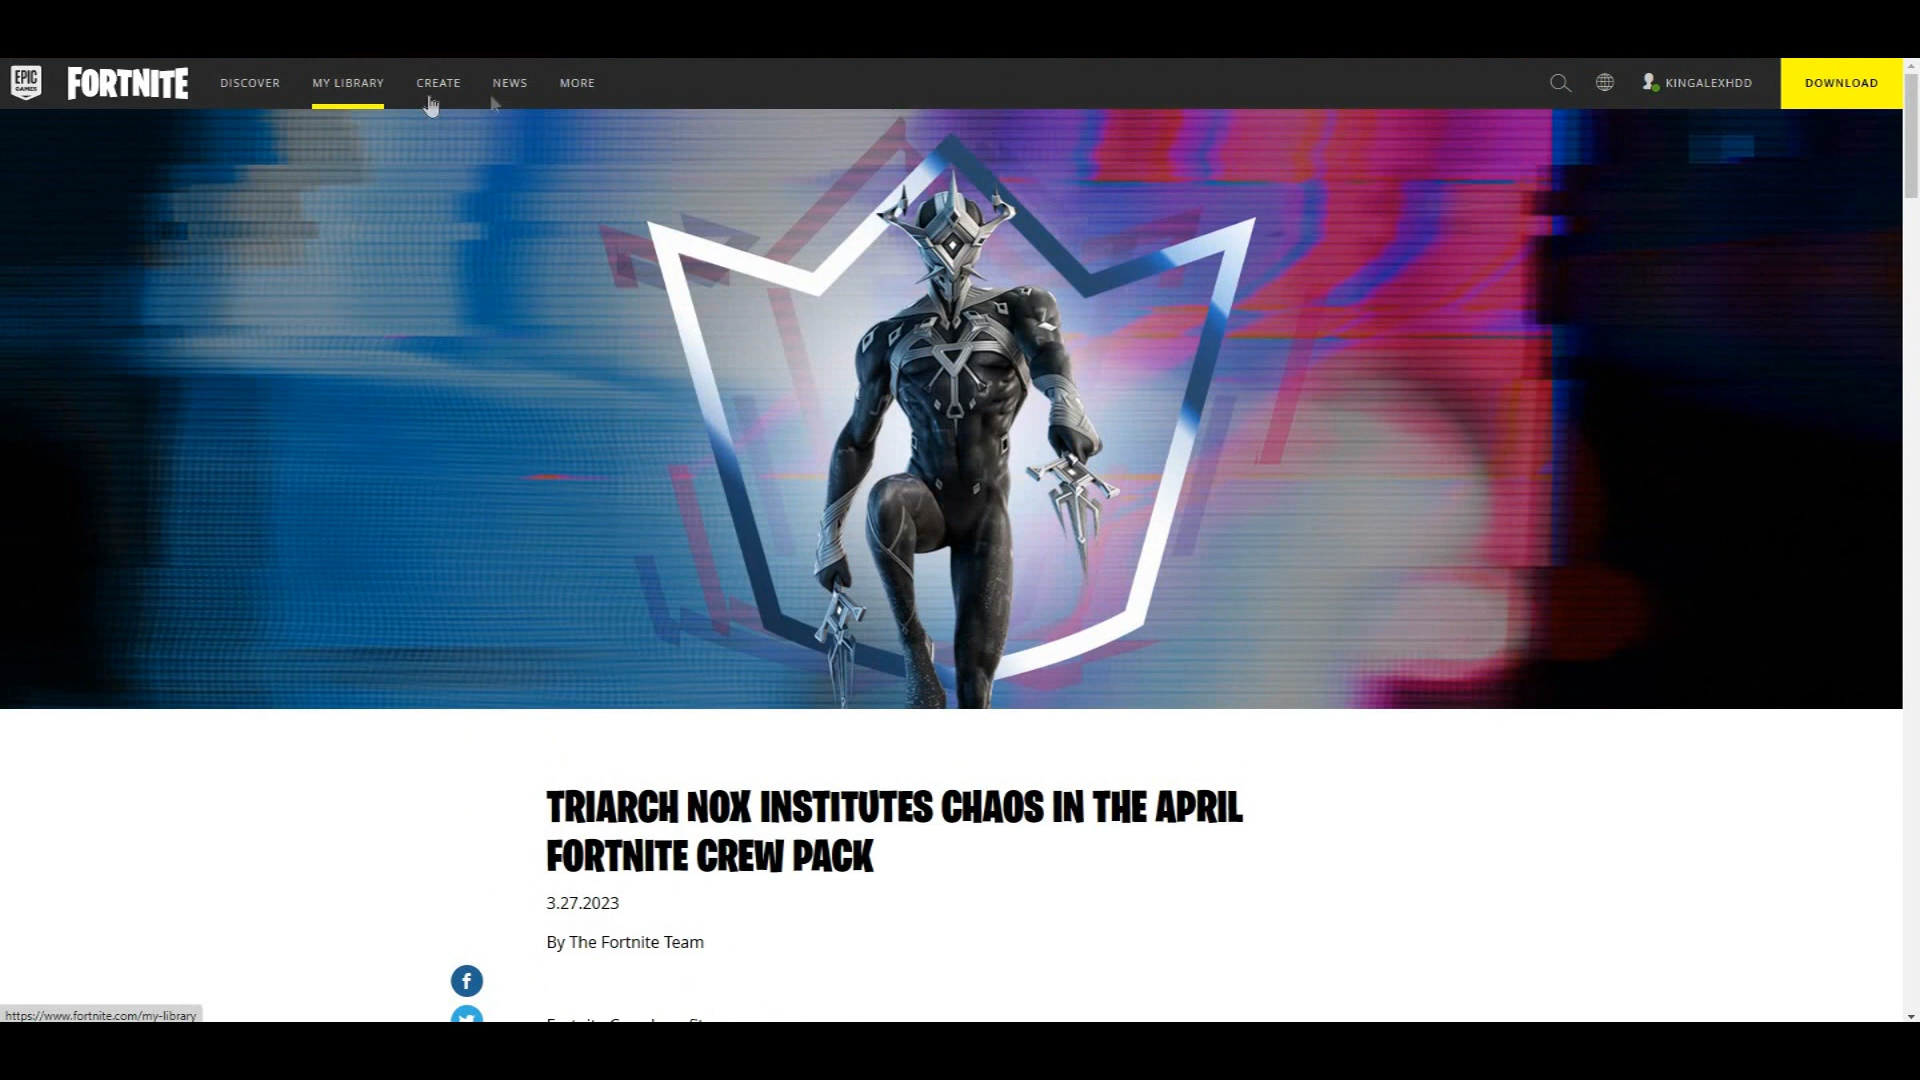 EPIC GAMES FORTNITE DISCOVER MY LIBRARY CREATE NEWS MORE KINGALEXHDD DOWNLOAD
TRIARCH NOX INSTITUTES CHAOS IN THE APRIL
FORTNITE CREW PACK
3.27.2023
By The Fortnite Team
https://www.fortnite.com/my-library